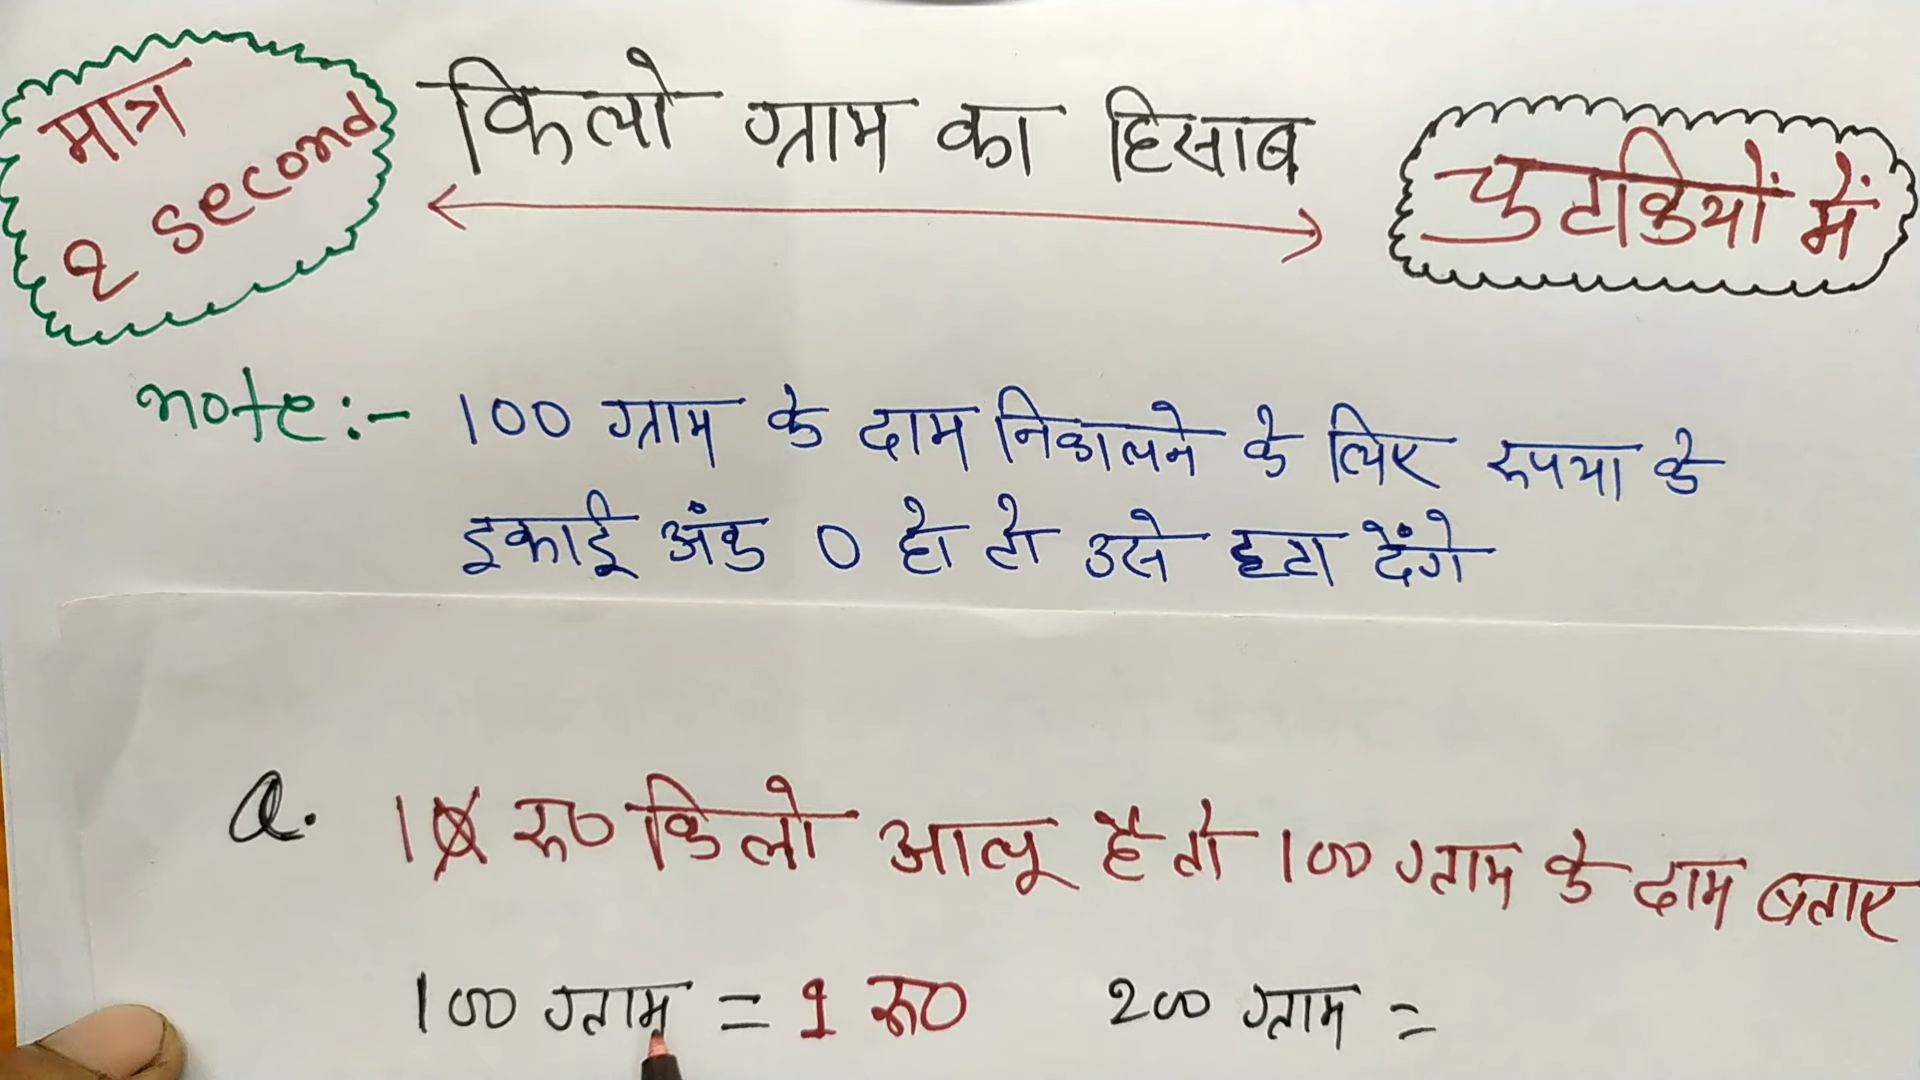 मात्र
2 second
किलो ग्राम का हिसाब
चुटकियों में
note:- 100 ग्राम के दाम निकालने के लिए रुपया के
इकाई अंक 0 हो तो उसे हटा देंगे
Q. 10 रु0 किलो आलू है तो 100 ग्राम के दाम बताए
100 ग्राम = 1 रु0 200 ग्राम =